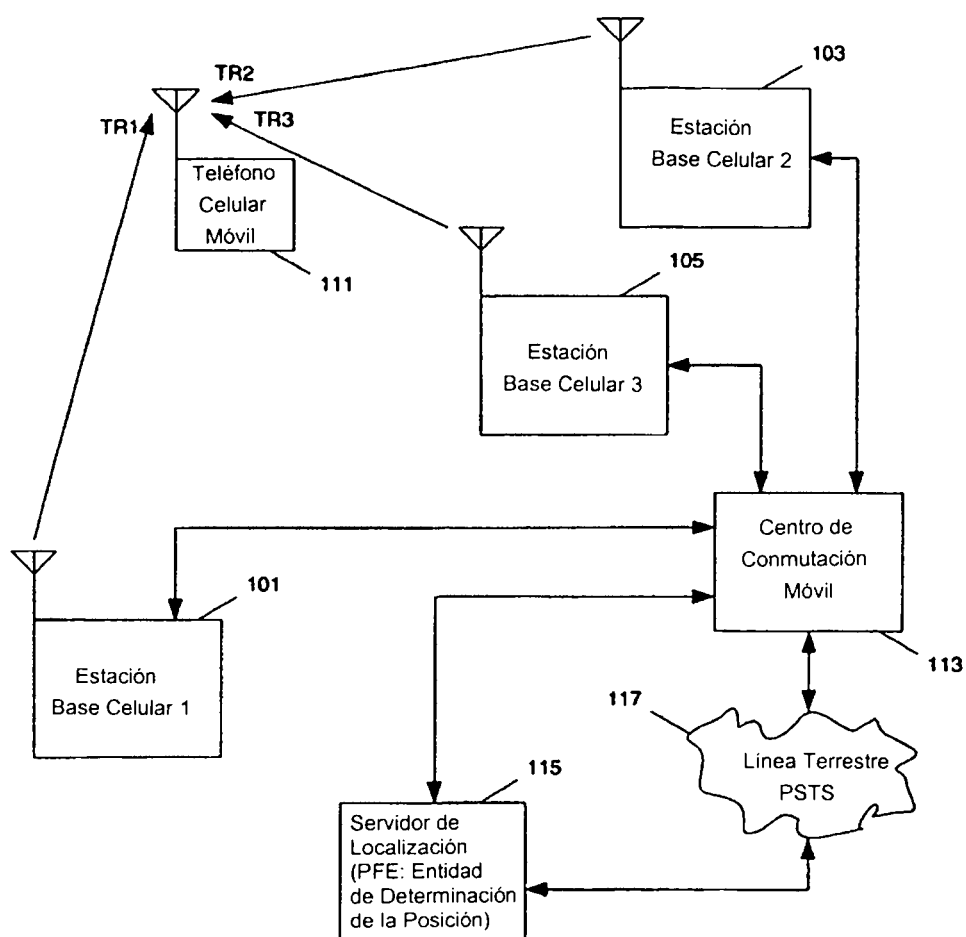 103
TR2
TR1
TR3
Estación
Base Celular 2
Teléfono
Celular
Móvil
111
105
Estación
Base Celular 3
Centro de
Conmutación
Móvil
101
113
Estación
Base Celular 1
117
Línea Terrestre
PSTS
115
Servidor de
Localización
(PFE: Entidad
de Determinación
de la Posición)